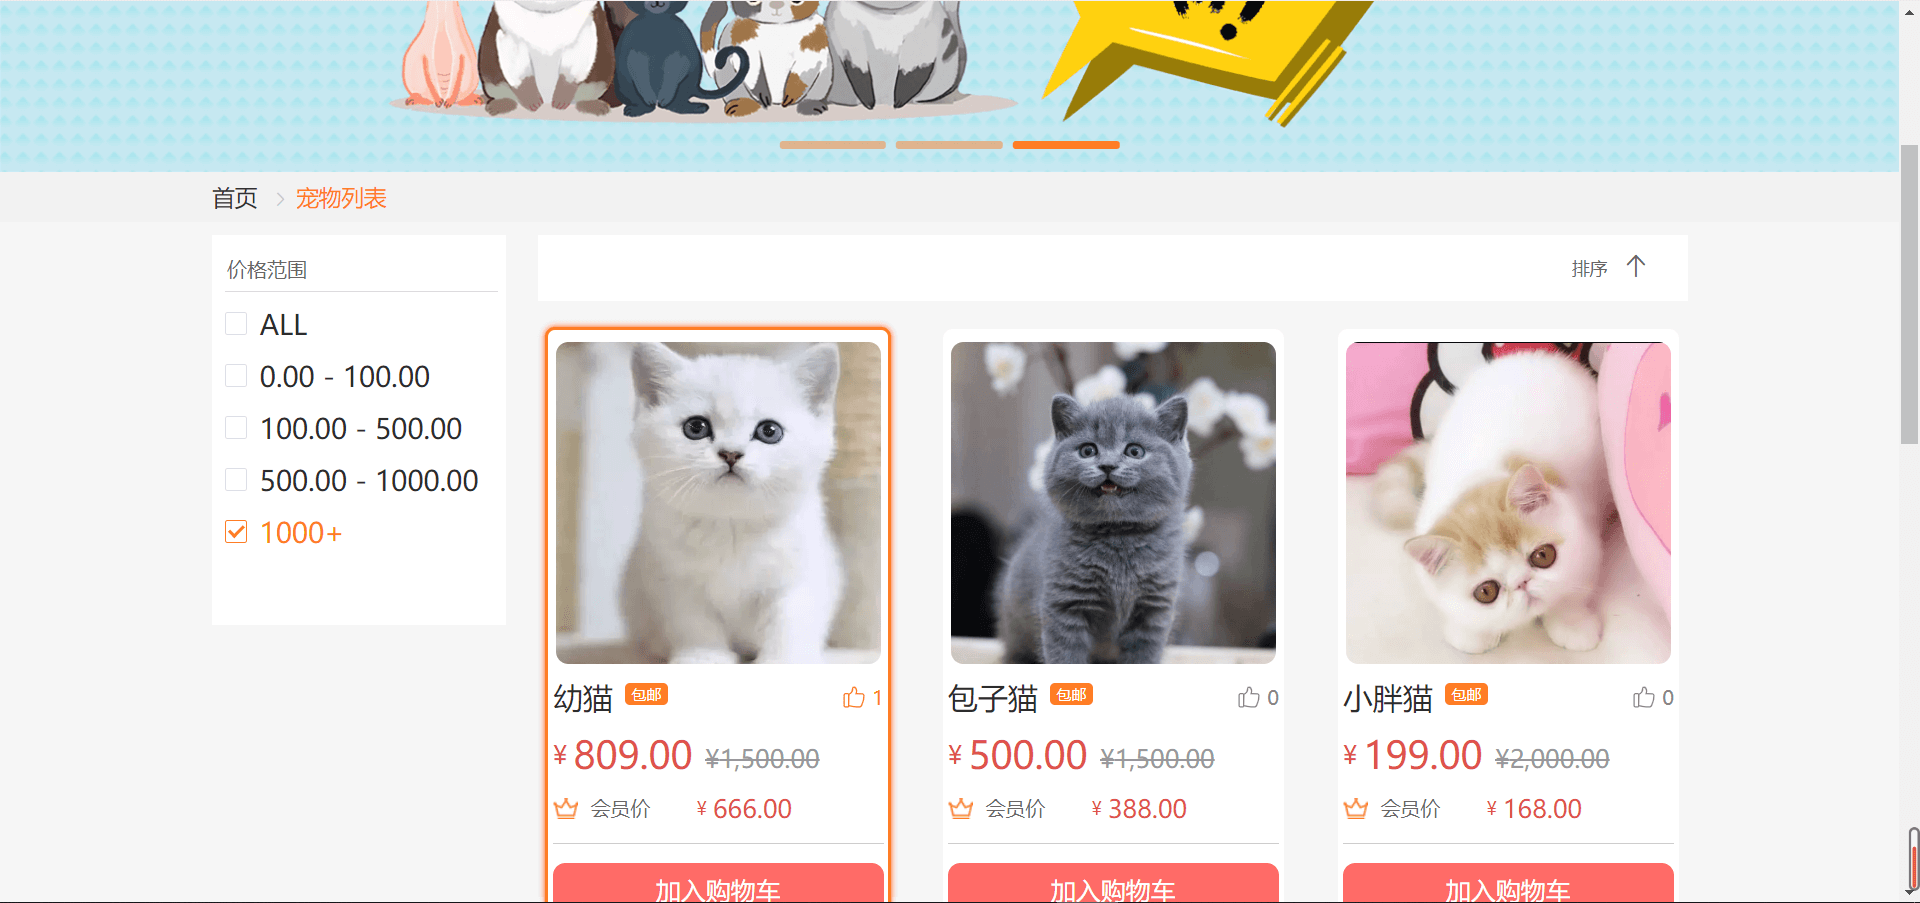 首页 > 宠物列表
价格范围
排序
ALL
0.00 - 100.00
100.00 - 500.00
500.00 - 1000.00
1000+
幼猫 包邮 1
¥ 809.00 ¥1,500.00
会员价 ¥ 666.00
加入购物车
包子猫 包邮 0
¥ 500.00 ¥1,500.00
会员价 ¥ 388.00
加入购物车
小胖猫 包邮 0
¥ 199.00 ¥2,000.00
会员价 ¥ 168.00
加入购物车